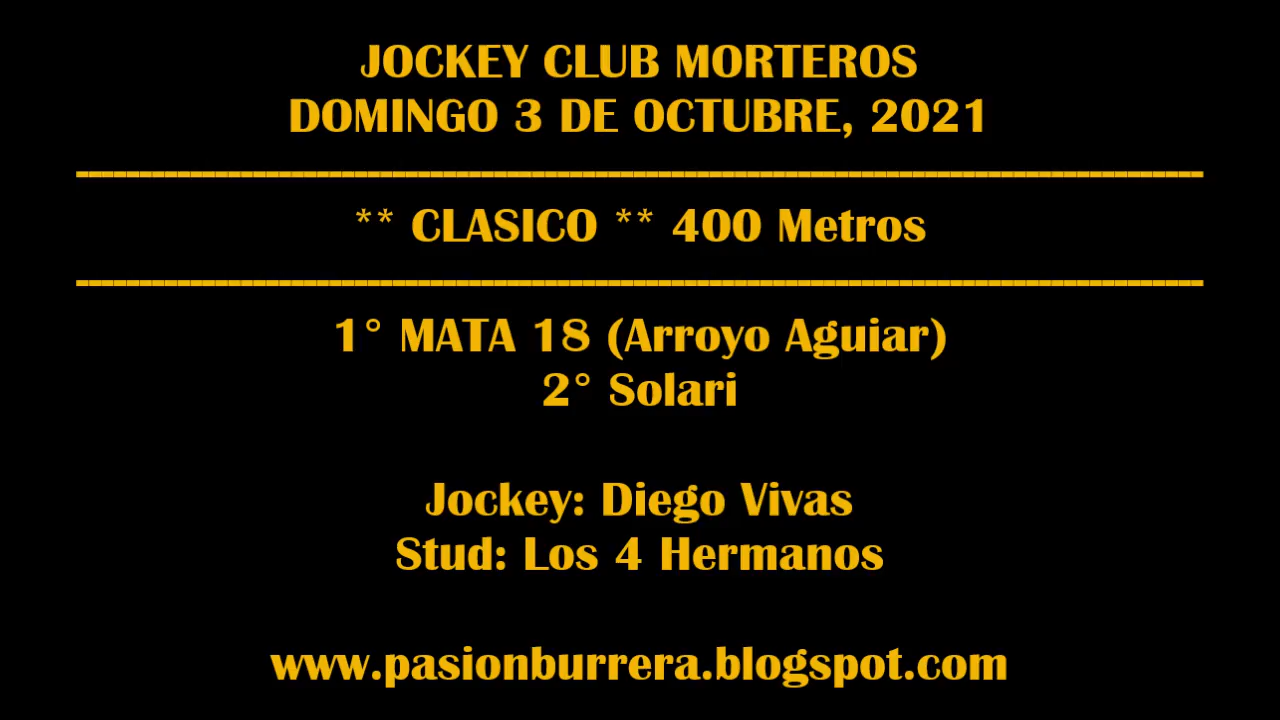 JOCKEY CLUB MORTEROS
DOMINGO 3 DE OCTUBRE, 2021
** CLASICO ** 400 Metros
1° MATA 18 (Arroyo Aguiar)
2° Solari
Jockey: Diego Vivas
Stud: Los 4 Hermanos
www.pasionburrera.blogspot.com